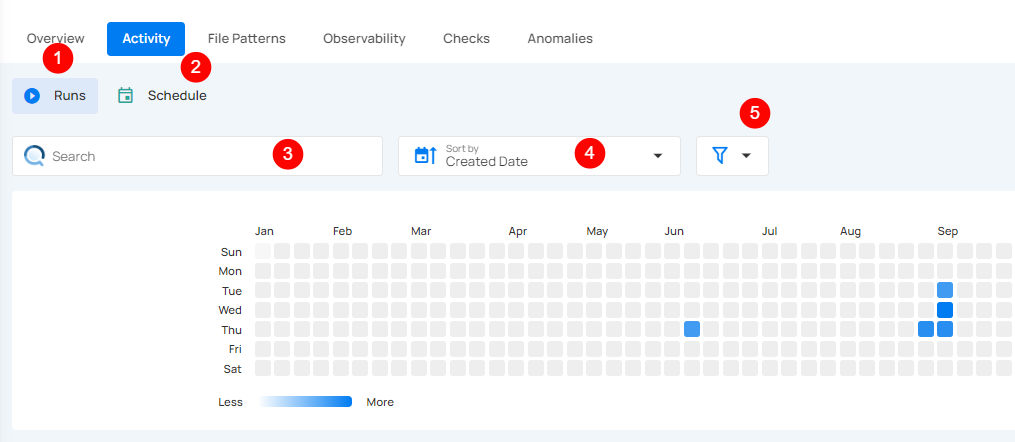 Overview Activity File Patterns Observability Checks Anomalies
1 2
Runs Schedule
5
Search 3 Sort by 4
Created Date
Jan Feb Mar Apr May Jun Jul Aug Sep
Sun
Mon
Tue
Wed
Thu
Fri
Sat
Less More